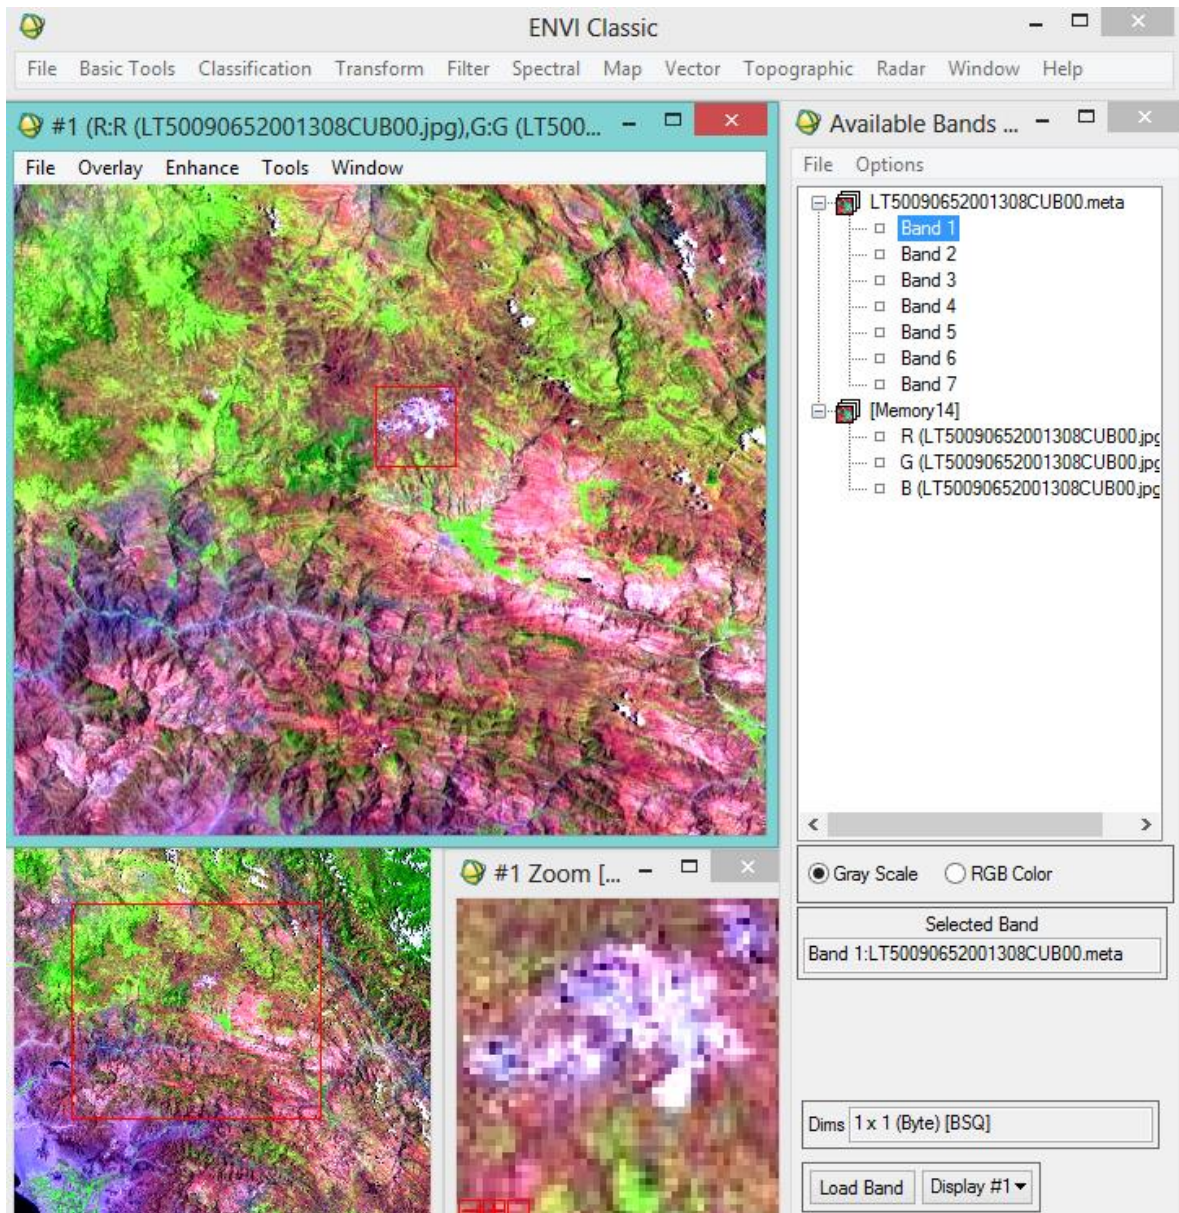 ENVI Classic
File Basic Tools Classification Transform Filter Spectral Map Vector Topographic Radar Window Help
#1 (R:R (LT50090652001308CUB00.jpg),G:G (LT500...
File Overlay Enhance Tools Window
Available Bands ...
File Options
LT50090652001308CUB00.meta
Band 1
Band 2
Band 3
Band 4
Band 5
Band 6
Band 7
[Memory14]
R (LT50090652001308CUB00.jpg
G (LT50090652001308CUB00.jpg
B (LT50090652001308CUB00.jpg
Gray Scale RGB Color
Selected Band
Band 1:LT50090652001308CUB00.meta
Dims 1 x 1 (Byte) [BSQ]
Load Band Display #1
#1 Zoom [...